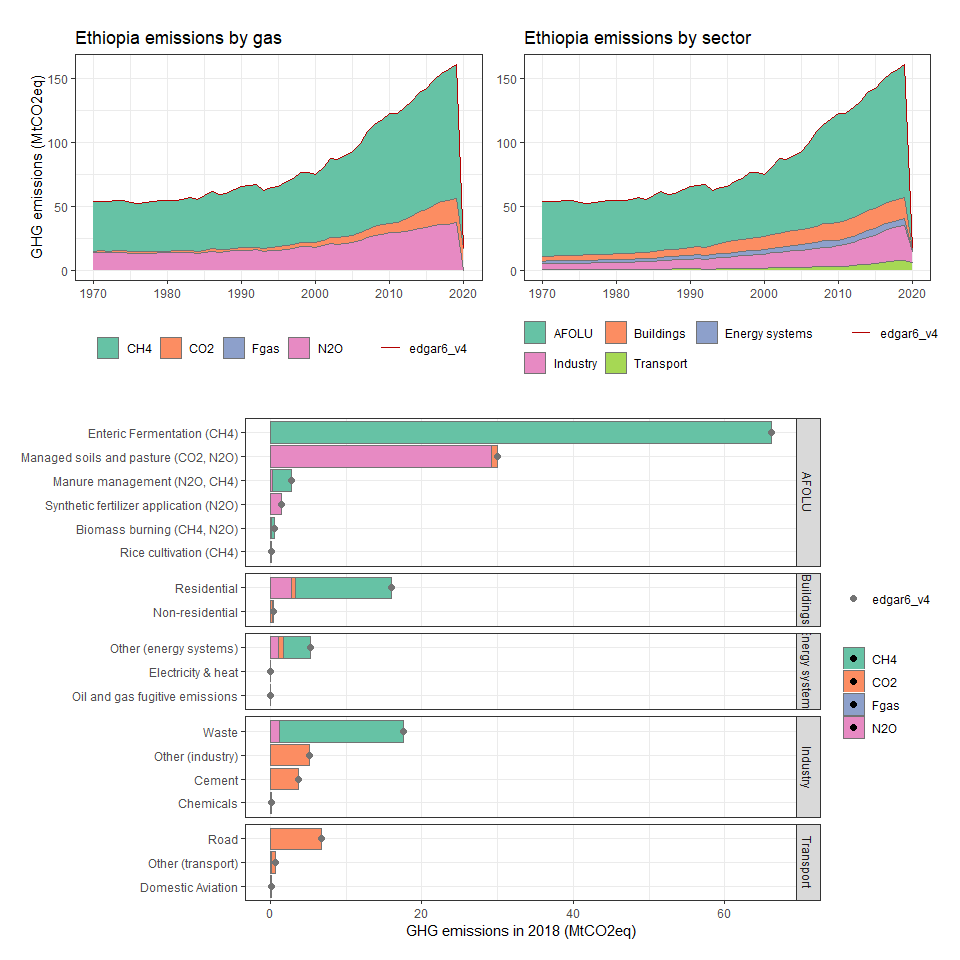 Ethiopia emissions by gas
GHG emissions (MtCO2eq)
150
100
50
0
1970
1980
1990
2000
2010
2020
CH4
CO2
Fgas
N2O
edgar6_v4
Ethiopia emissions by sector
150
100
50
0
1970
1980
1990
2000
2010
2020
AFOLU
Buildings
Energy systems
edgar6_v4
Industry
Transport
Enteric Fermentation (CH4)
Managed soils and pasture (CO2, N2O)
Manure management (N2O, CH4)
Synthetic fertilizer application (N2O)
Biomass burning (CH4, N2O)
Rice cultivation (CH4)
AFOLU
Residential
Non-residential
Buildings
Other (energy systems)
Electricity & heat
Oil and gas fugitive emissions
Energy system
Waste
Other (industry)
Cement
Chemicals
Industry
Road
Other (transport)
Domestic Aviation
Transport
0
20
40
60
GHG emissions in 2018 (MtCO2eq)
edgar6_v4
CH4
CO2
Fgas
N2O